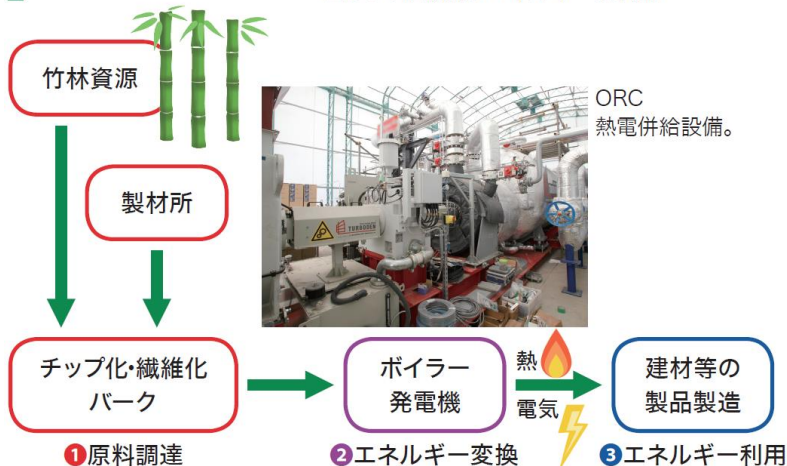 竹林資源
製材所
ORC
熱電併給設備。
TURBODEN
チップ化・繊維化
バーク
ボイラー
発電機
熱
電気
建材等の
製品製造
❶原料調達
❷エネルギー変換
❸エネルギー利用